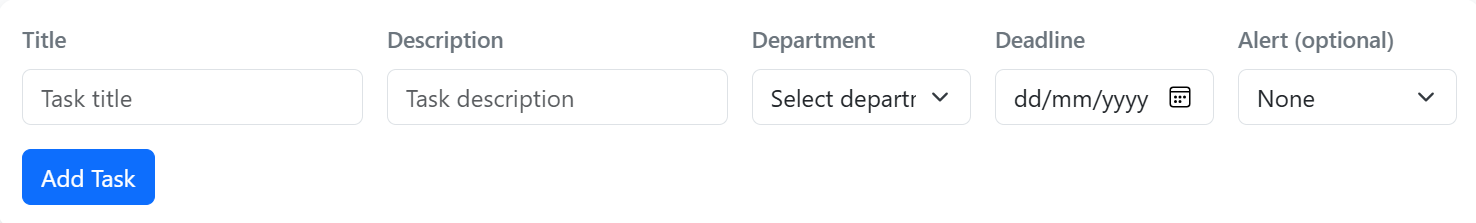 Title Description Department Deadline Alert (optional)
Task title Task description Select departr dd/mm/yyyy None
Add Task